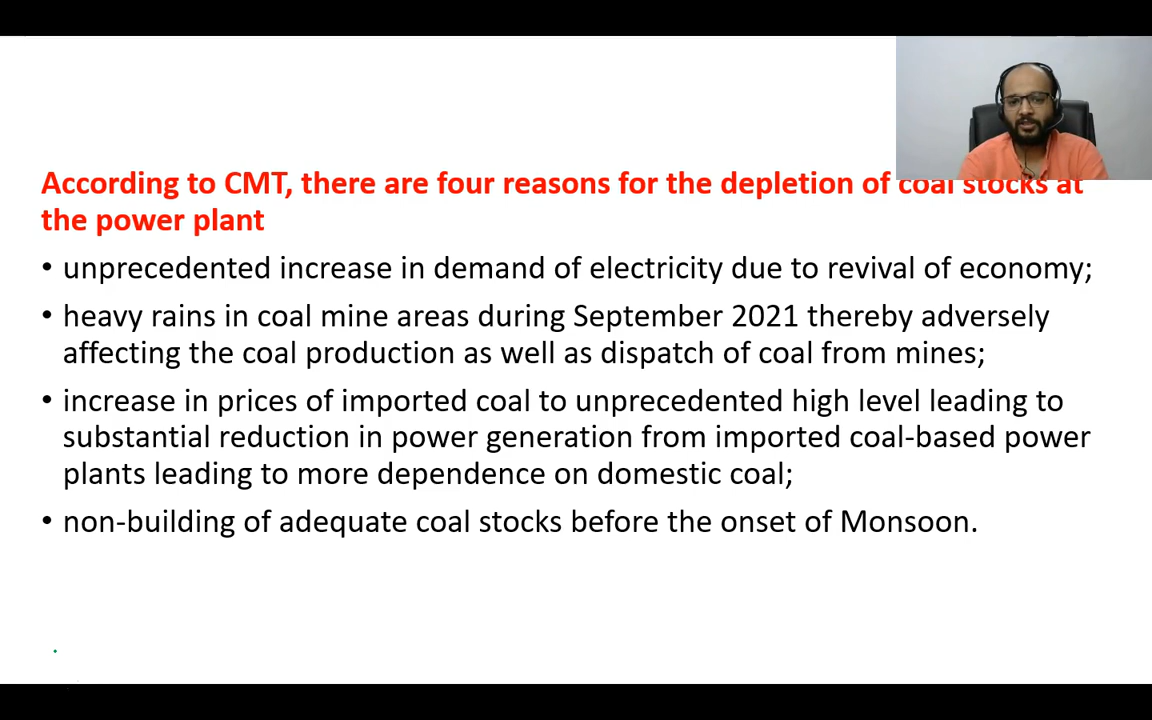 According to CMT, there are four reasons for the depletion of coal stocks at
the power plant
• unprecedented increase in demand of electricity due to revival of economy;
• heavy rains in coal mine areas during September 2021 thereby adversely
affecting the coal production as well as dispatch of coal from mines;
• increase in prices of imported coal to unprecedented high level leading to
substantial reduction in power generation from imported coal-based power
plants leading to more dependence on domestic coal;
• non-building of adequate coal stocks before the onset of Monsoon.